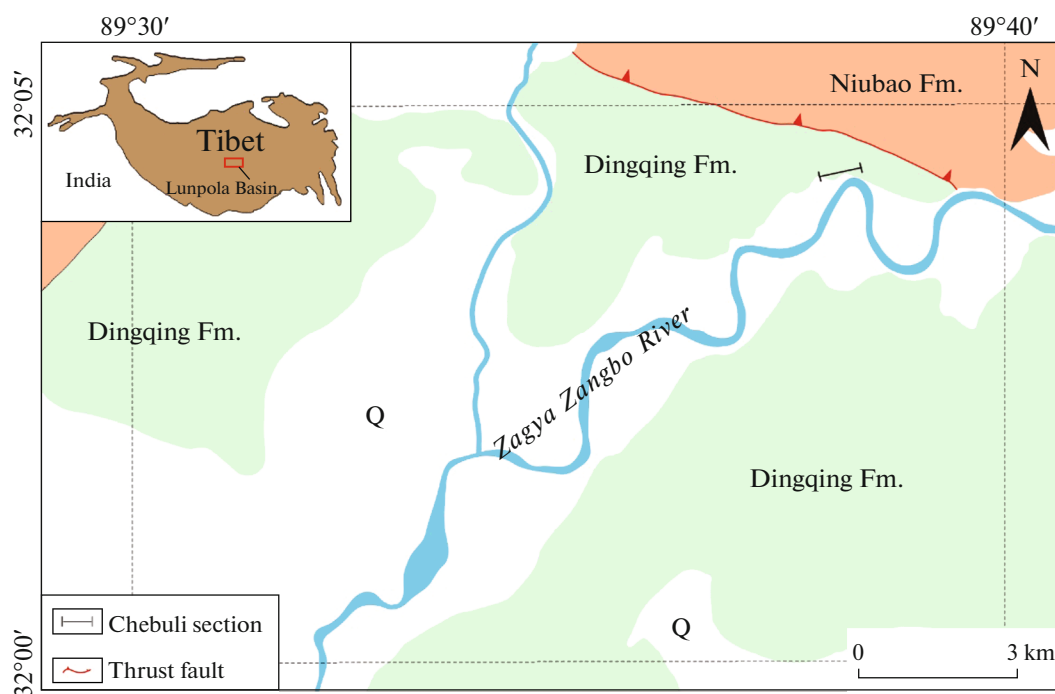 89°30′
89°40′
32°05′
Niubao Fm.
N
Tibet
India
Lunpola Basin
Dingqing Fm.
Dingqing Fm.
Zagya Zangbo River
Q
Dingqing Fm.
Q
Chebuli section
Thrust fault
0
3 km
32°00′